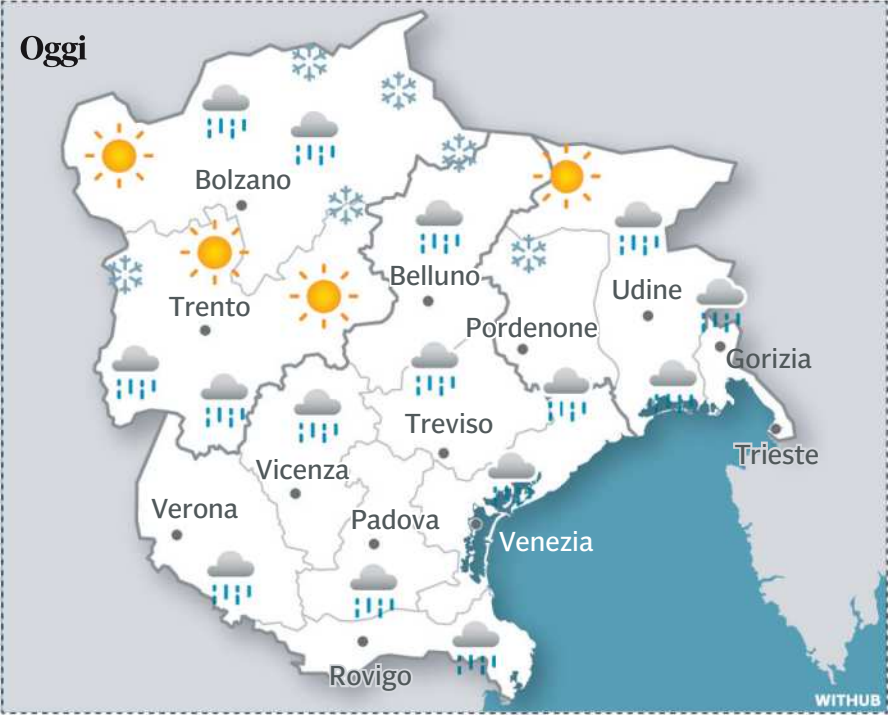 Oggi
Bolzano
Belluno
Trento
Udine
Pordenone
Gorizia
Treviso
Trieste
Vicenza
Verona
Padova
Venezia
Rovigo
WITHUB